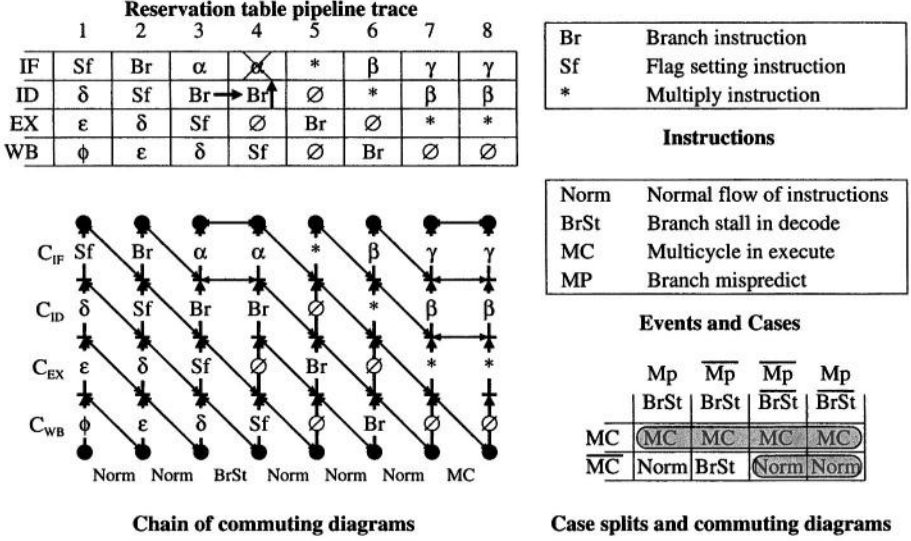 Reservation table pipeline trace
1 2 3 4 5 6 7 8
IF Sf Br α α * β γ γ
ID δ Sf Br Br ∅ * β β
EX ε δ Sf ∅ Br ∅ * *
WB ϕ ε δ Sf ∅ Br ∅ ∅
Br Branch instruction
Sf Flag setting instruction
* Multiply instruction
Instructions
Norm Normal flow of instructions
BrSt Branch stall in decode
MC Multicycle in execute
MP Branch mispredict
Events and Cases
C_IF Sf Br α α * β γ γ
C_ID δ Sf Br Br ∅ * β β
C_EX ε δ Sf ∅ Br ∅ * *
C_WB ϕ ε δ Sf ∅ Br ∅ ∅
Norm Norm BrSt Norm Norm Norm MC
Chain of commuting diagrams
Mp M̅p̅ M̅p̅ Mp
BrSt BrSt B̅r̅S̅t̅ B̅r̅S̅t̅
MC MC MC MC MC
M̅C̅ Norm BrSt Norm Norm
Case splits and commuting diagrams